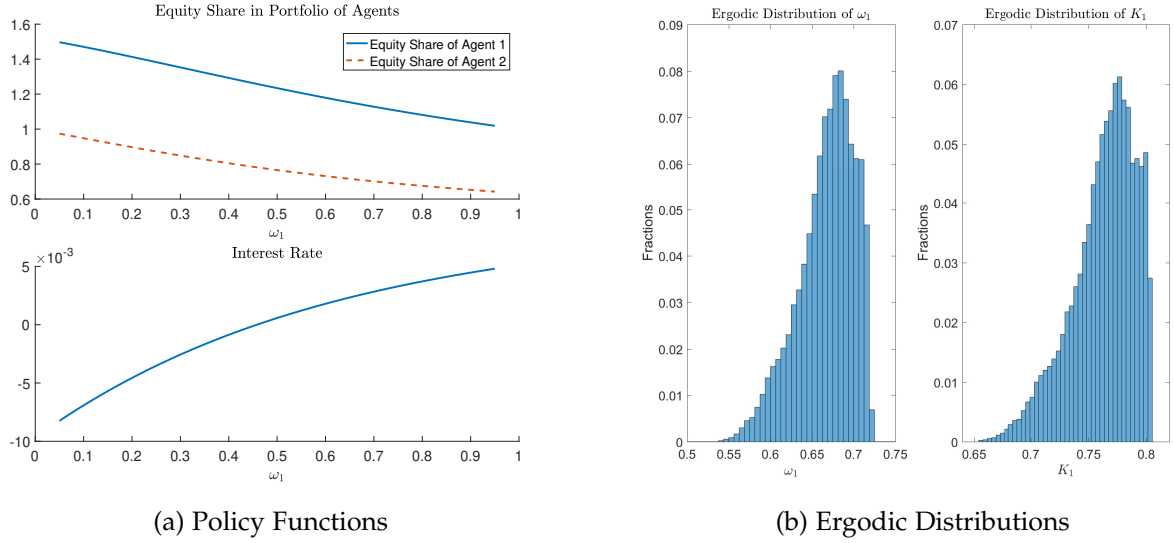 Equity Share in Portfolio of Agents
1.6
1.4
1.2
1
0.8
0.6
Equity Share of Agent 1
Equity Share of Agent 2
0 0.1 0.2 0.3 0.4 0.5 0.6 0.7 0.8 0.9 1
ω₁
Interest Rate
×10⁻³
5
0
-5
-10
0 0.1 0.2 0.3 0.4 0.5 0.6 0.7 0.8 0.9 1
ω₁
(a) Policy Functions
Ergodic Distribution of ω₁
0.09
0.08
0.07
0.06
0.05
0.04
0.03
0.02
0.01
0
Fractions
0.5 0.55 0.6 0.65 0.7 0.75
ω₁
Ergodic Distribution of K₁
0.07
0.06
0.05
0.04
0.03
0.02
0.01
0
Fractions
0.65 0.7 0.75 0.8
K₁
(b) Ergodic Distributions